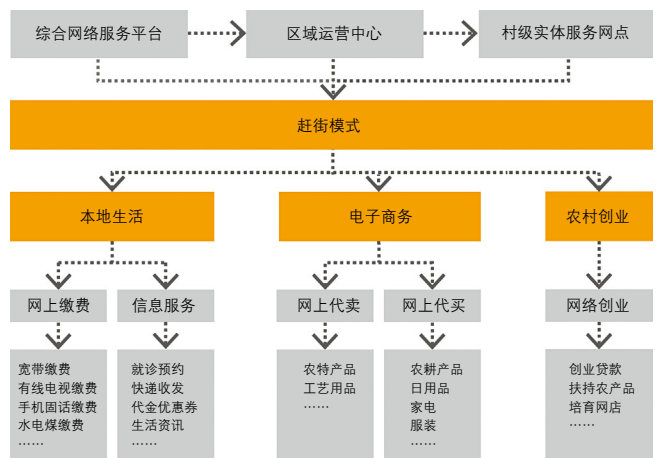 综合网络服务平台
区域运营中心
村级实体服务网点
赶街模式
本地生活
电子商务
农村创业
网上缴费
信息服务
网上代卖
网上代买
网络创业
宽带缴费
有线电视缴费
手机固话缴费
水电煤缴费
……
就诊预约
快递收发
代金优惠券
生活资讯
……
农特产品
工艺用品
……
农耕产品
日用品
家电
服装
……
创业贷款
扶持农产品
培育网店
……